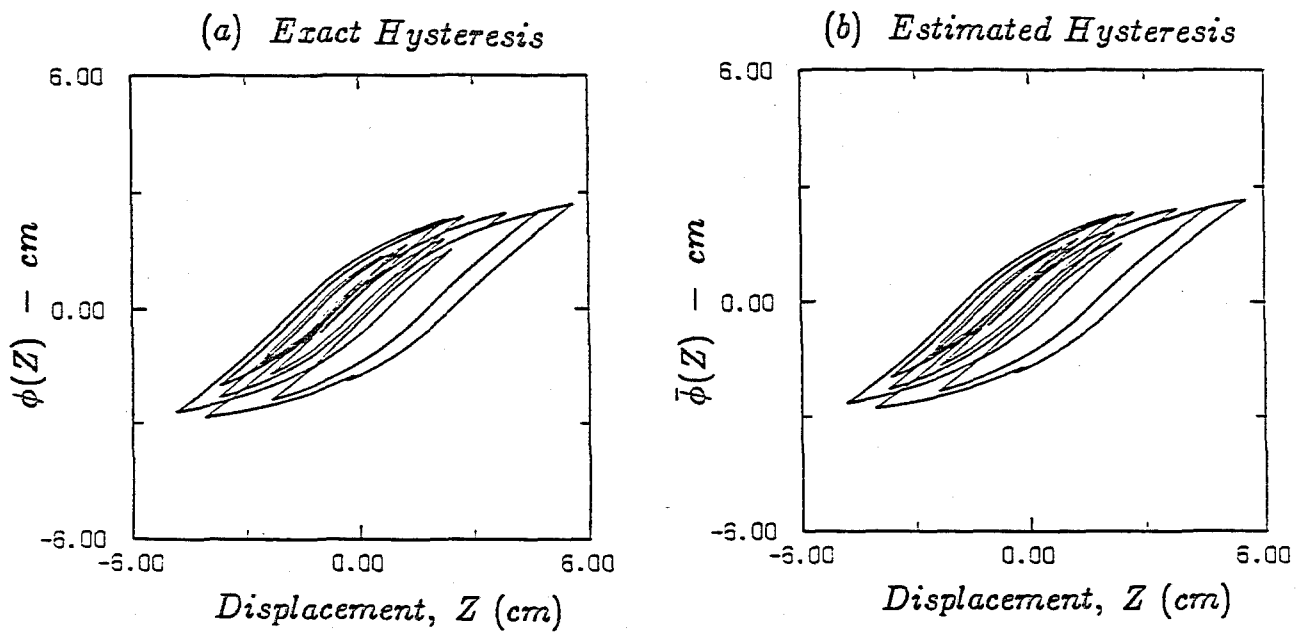 (a) Exact Hysteresis
6.00
ϕ(Z) – cm
0.00
-6.00
-6.00 0.00 6.00
Displacement, Z (cm)
(b) Estimated Hysteresis
6.00
ϕ̄(Z) – cm
0.00
-6.00
-6.00 0.00 6.00
Displacement, Z (cm)